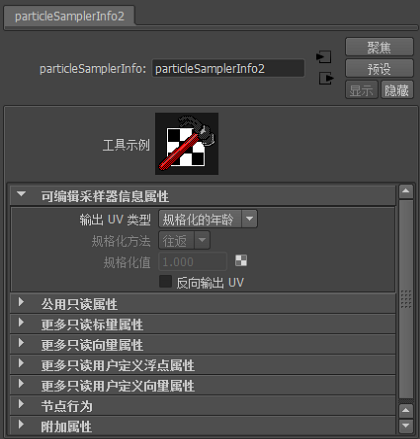 particleSamplerInfo2
聚焦
particleSamplerInfo: particleSamplerInfo2
预设
显示 隐藏
工具示例
可编辑采样器信息属性
输出 UV 类型 规格化的年龄
规格化方法 往返
规格化值 1.000
反向输出 UV
公用只读属性
更多只读标量属性
更多只读向量属性
更多只读用户定义浮点属性
更多只读用户定义向量属性
节点行为
附加属性